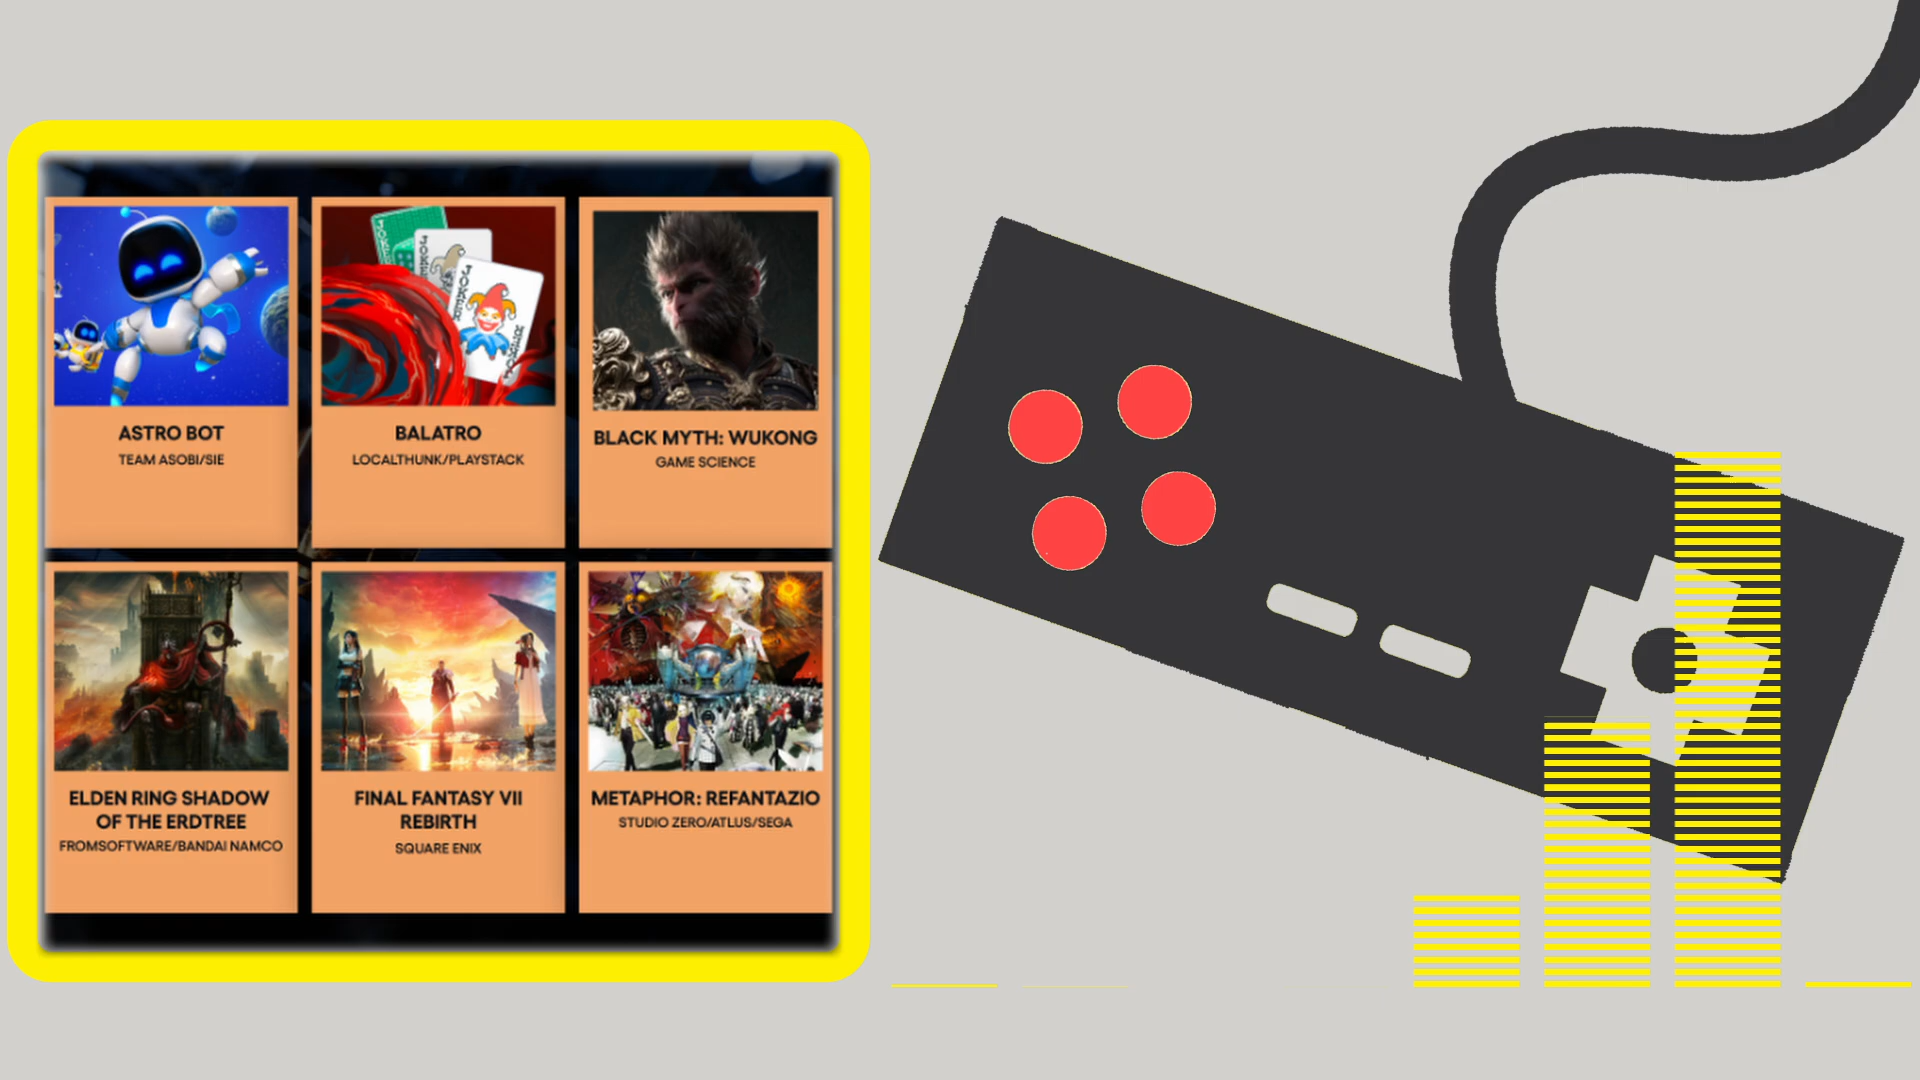 ASTRO BOT
TEAM ASOBI/SIE
BALATRO
LOCALTHUNK/PLAYSTACK
BLACK MYTH: WUKONG
GAME SCIENCE
ELDEN RING SHADOW
OF THE ERDTREE
FROMSOFTWARE/BANDAI NAMCO
FINAL FANTASY VII
REBIRTH
SQUARE ENIX
METAPHOR: REFANTAZIO
STUDIO ZERO/ATLUS/SEGA